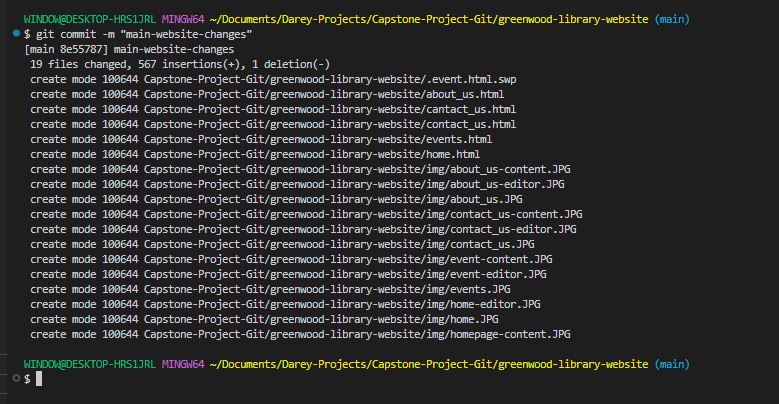 WINDOW@DESKTOP-HRS1JRL MINGW64 ~/Documents/Darey-Projects/Capstone-Project-Git/greenwood-library-website (main)
$ git commit -m "main-website-changes"
[main 8e55787] main-website-changes
 19 files changed, 567 insertions(+), 1 deletion(-)
 create mode 100644 Capstone-Project-Git/greenwood-library-website/.event.html.swp
 create mode 100644 Capstone-Project-Git/greenwood-library-website/about_us.html
 create mode 100644 Capstone-Project-Git/greenwood-library-website/cantact_us.html
 create mode 100644 Capstone-Project-Git/greenwood-library-website/contact_us.html
 create mode 100644 Capstone-Project-Git/greenwood-library-website/events.html
 create mode 100644 Capstone-Project-Git/greenwood-library-website/home.html
 create mode 100644 Capstone-Project-Git/greenwood-library-website/img/about_us-content.JPG
 create mode 100644 Capstone-Project-Git/greenwood-library-website/img/about_us-editor.JPG
 create mode 100644 Capstone-Project-Git/greenwood-library-website/img/about_us.JPG
 create mode 100644 Capstone-Project-Git/greenwood-library-website/img/contact_us-content.JPG
 create mode 100644 Capstone-Project-Git/greenwood-library-website/img/contact_us-editor.JPG
 create mode 100644 Capstone-Project-Git/greenwood-library-website/img/contact_us.JPG
 create mode 100644 Capstone-Project-Git/greenwood-library-website/img/event-content.JPG
 create mode 100644 Capstone-Project-Git/greenwood-library-website/img/event-editor.JPG
 create mode 100644 Capstone-Project-Git/greenwood-library-website/img/events.JPG
 create mode 100644 Capstone-Project-Git/greenwood-library-website/img/home-editor.JPG
 create mode 100644 Capstone-Project-Git/greenwood-library-website/img/home.JPG
 create mode 100644 Capstone-Project-Git/greenwood-library-website/img/homepage-content.JPG
WINDOW@DESKTOP-HRS1JRL MINGW64 ~/Documents/Darey-Projects/Capstone-Project-Git/greenwood-library-website (main)
$